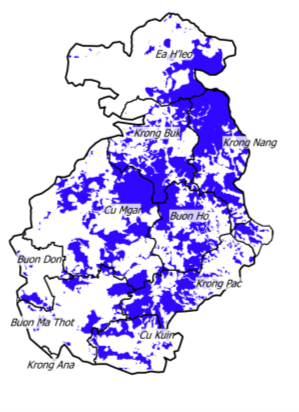 Ea H'leo
Krong Buk
Krong Nang
Cu Mgar
Buon Ho
Buon Don
Krong Pac
Buon Ma Thot
Cu Kuin
Krong Ana